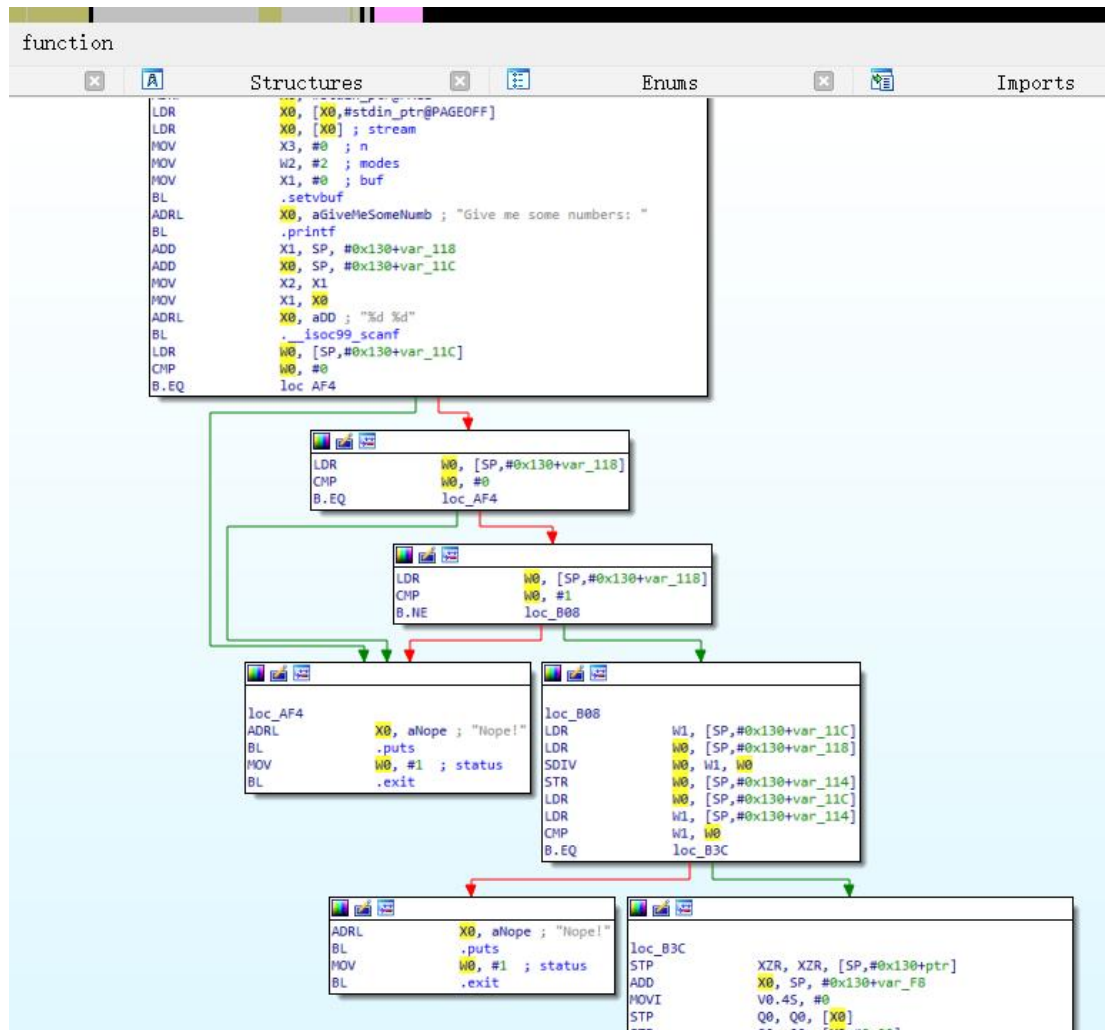 function
Structures Enums Imports
LDR X0, [X0,#stdin_ptr@PAGEOFF]
LDR X0, [X0] ; stream
MOV X3, #0 ; n
MOV W2, #2 ; modes
MOV X1, #0 ; buf
BL .setvbuf
ADRL X0, aGiveMeSomeNumb ; "Give me some numbers: "
BL .printf
ADD X1, SP, #0x130+var_118
ADD X0, SP, #0x130+var_11C
MOV X2, X1
MOV X1, X0
ADRL X0, aDD ; "%d %d"
BL .__isoc99_scanf
LDR W0, [SP,#0x130+var_11C]
CMP W0, #0
B.EQ loc_AF4
LDR W0, [SP,#0x130+var_118]
CMP W0, #0
B.EQ loc_AF4
LDR W0, [SP,#0x130+var_118]
CMP W0, #1
B.NE loc_B08
loc_AF4
ADRL X0, aNope ; "Nope!"
BL .puts
MOV W0, #1 ; status
BL .exit
loc_B08
LDR W1, [SP,#0x130+var_11C]
LDR W0, [SP,#0x130+var_118]
SDIV W0, W1, W0
STR W0, [SP,#0x130+var_114]
LDR W0, [SP,#0x130+var_11C]
LDR W1, [SP,#0x130+var_114]
CMP W1, W0
B.EQ loc_B3C
ADRL X0, aNope ; "Nope!"
BL .puts
MOV W0, #1 ; status
BL .exit
loc_B3C
STP XZR, XZR, [SP,#0x130+ptr]
ADD X0, SP, #0x130+var_F8
MOVI V0.4S, #0
STP Q0, Q0, [X0]